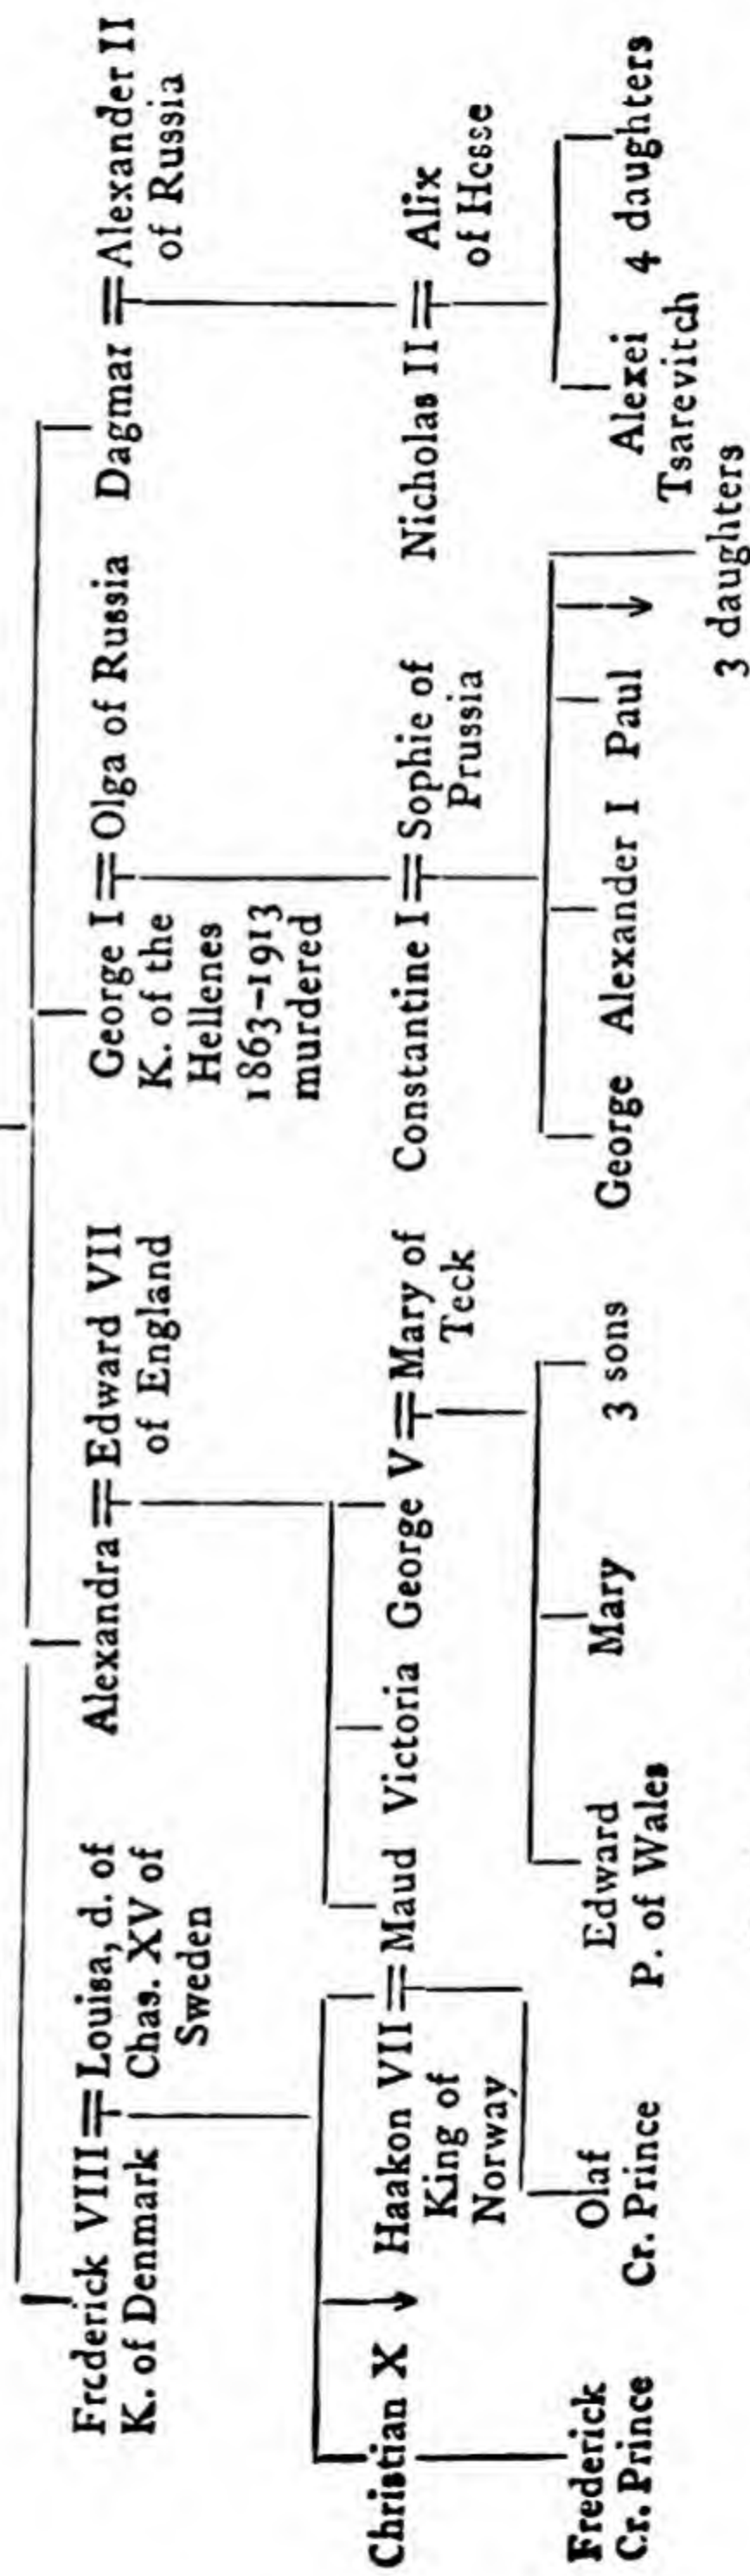 Frederick VIII = Louisa, d. of
K. of Denmark Chas. XV of
Sweden
Alexandra = Edward VII
of England
George I = Olga of Russia
K. of the
Hellenes
1863–1913
murdered
Dagmar = Alexander II
of Russia
Christian X
Haakon VII = Maud
King of
Norway
Victoria
George V = Mary of
Teck
Constantine I = Sophie of
Prussia
Nicholas II = Alix
of Hesse
Frederick
Cr. Prince
Olaf
Cr. Prince
Edward
P. of Wales
Mary
3 sons
George
Alexander I
Paul
3 daughters
Alexei
Tsarevitch
4 daughters